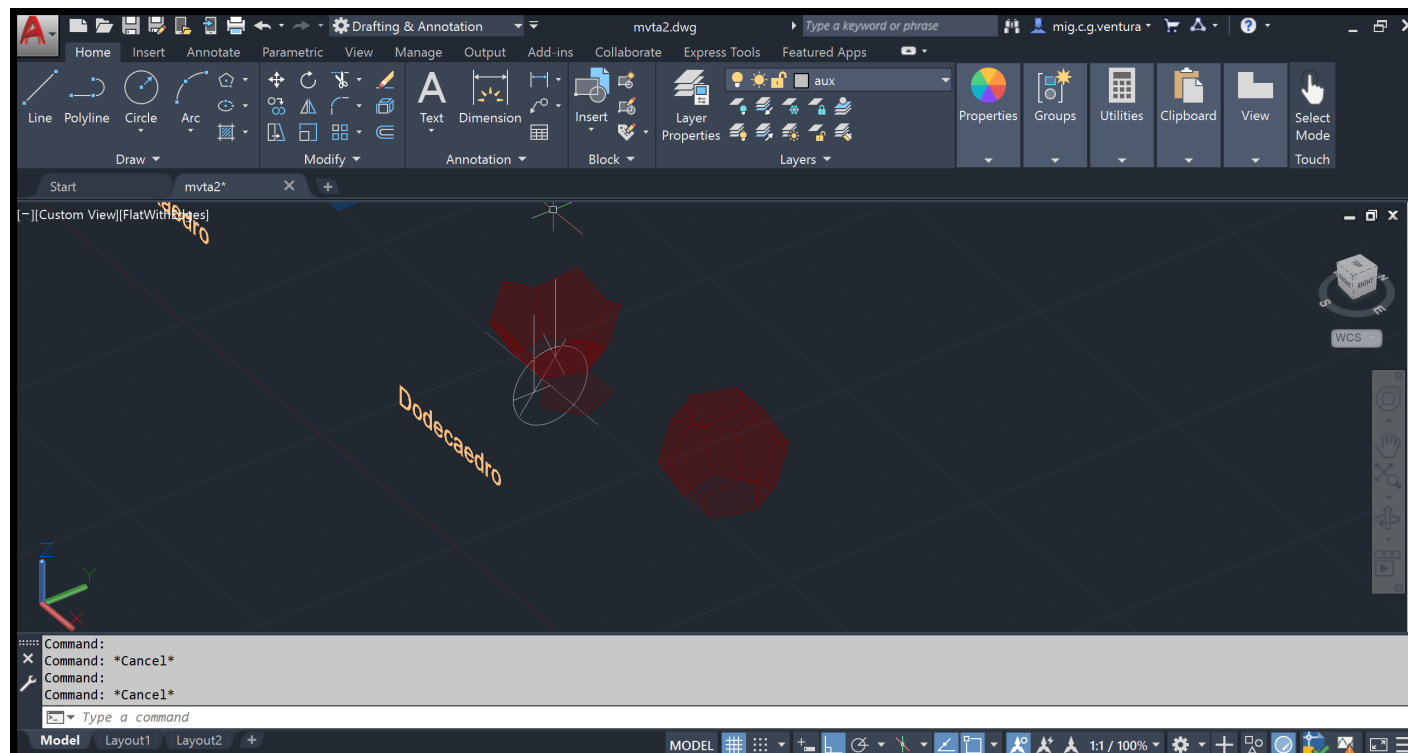 A
Drafting & Annotation
mvta2.dwg
Type a keyword or phrase
mig.c.g.ventura
?
Home Insert Annotate Parametric View Manage Output Add-ins Collaborate Express Tools Featured Apps
Line Polyline Circle Arc
Draw
Modify
A
Text Dimension
Annotation
Insert
Block
Layer
Properties
aux
Layers
Properties Groups Utilities Clipboard View
Select
Mode
Touch
Start mvta2* +
[−][Custom View][FlatWithEdges]
aedro
TOP
RIGHT
S
E
N
WCS
Dodecaedro
Z
Y
X
Command:
Command: *Cancel*
Command:
Command: *Cancel*
Type a command
Model Layout1 Layout2 +
MODEL 1:1 / 100%